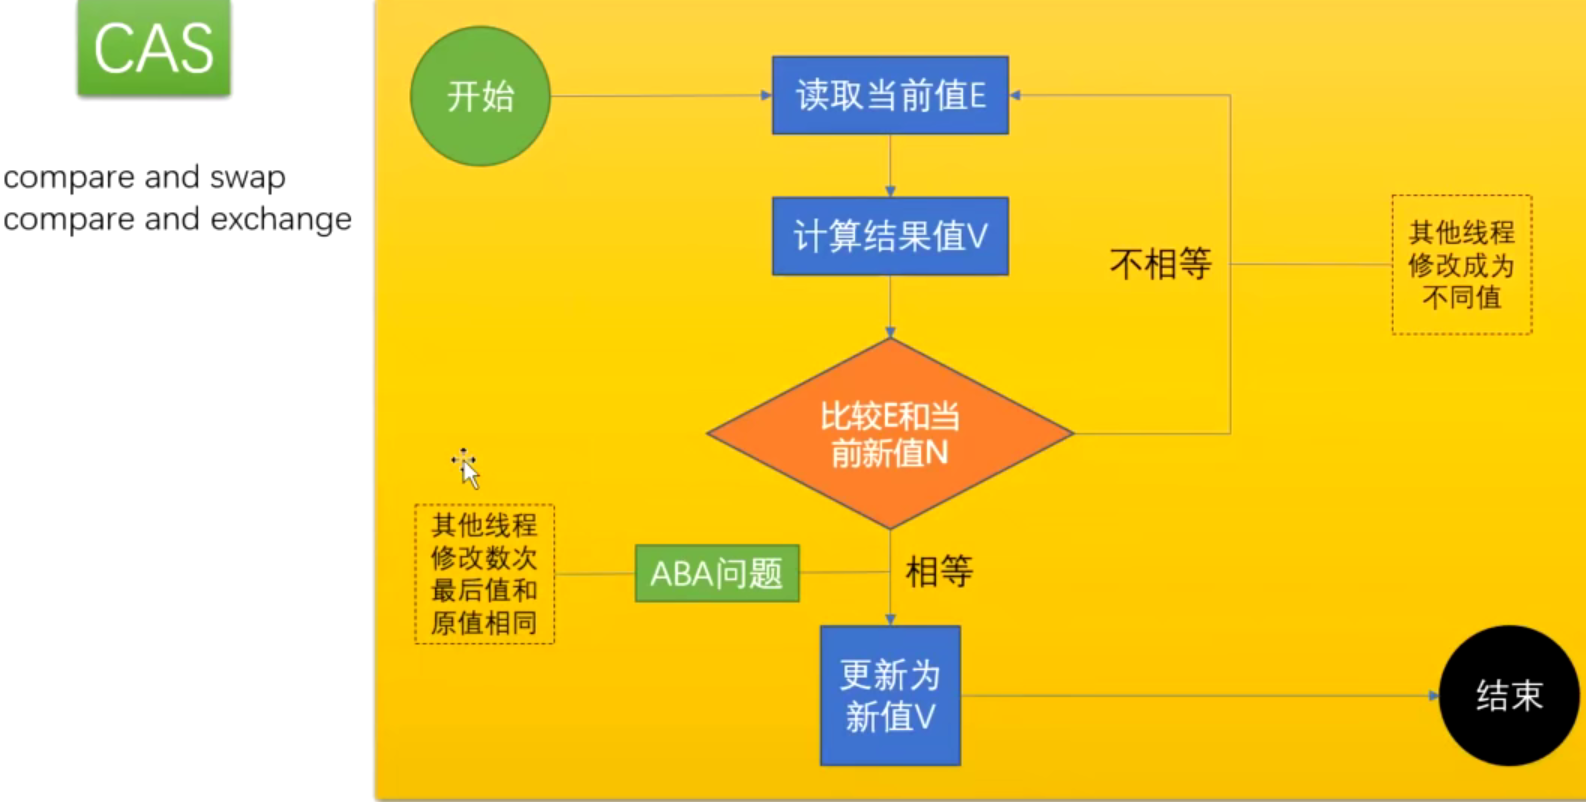 CAS
compare and swap
compare and exchange
开始
读取当前值E
计算结果值V
不相等
其他线程
修改成为
不同值
比较E和当
前新值N
其他线程
修改数次
最后值和
原值相同
ABA问题
相等
更新为
新值V
结束